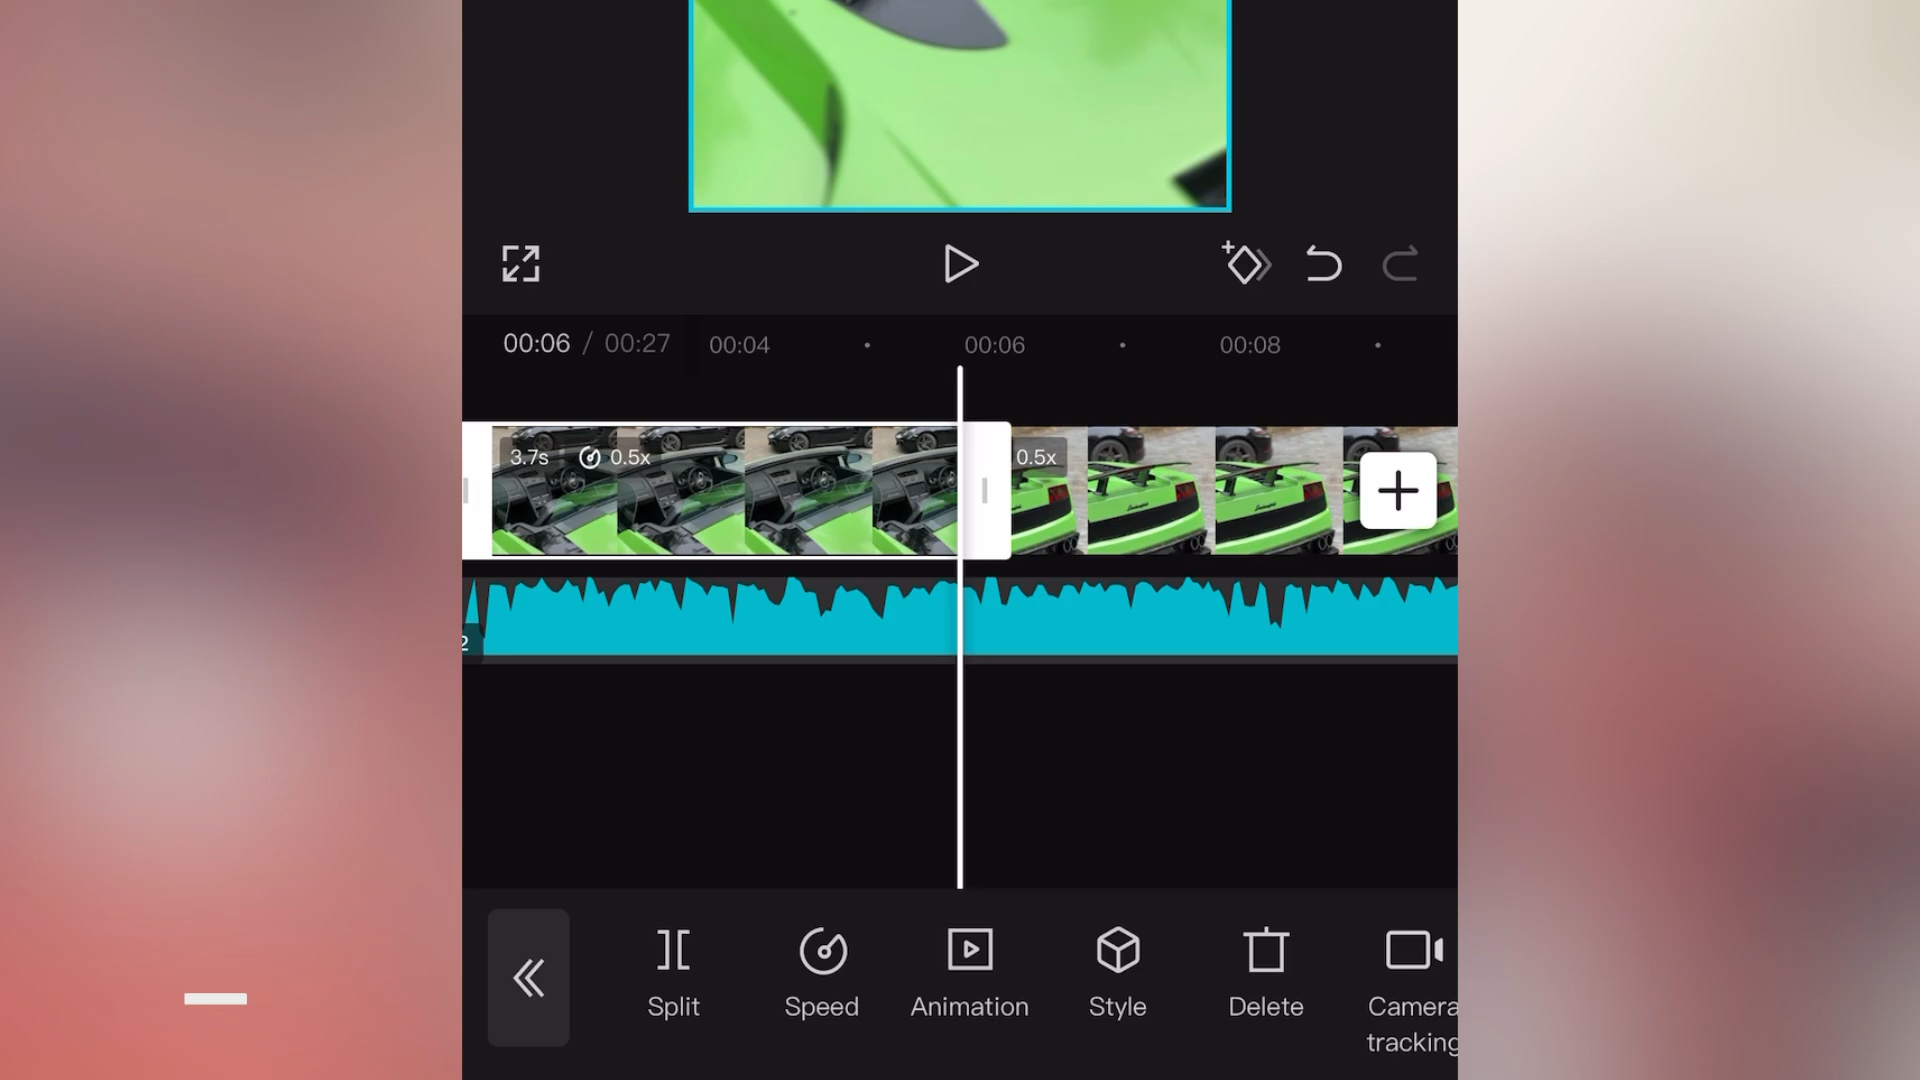 00:06 / 00:27 00:04 00:06 00:08
3.7s 0.5x 0.5x
2
Split Speed Animation Style Delete Camera
tracking